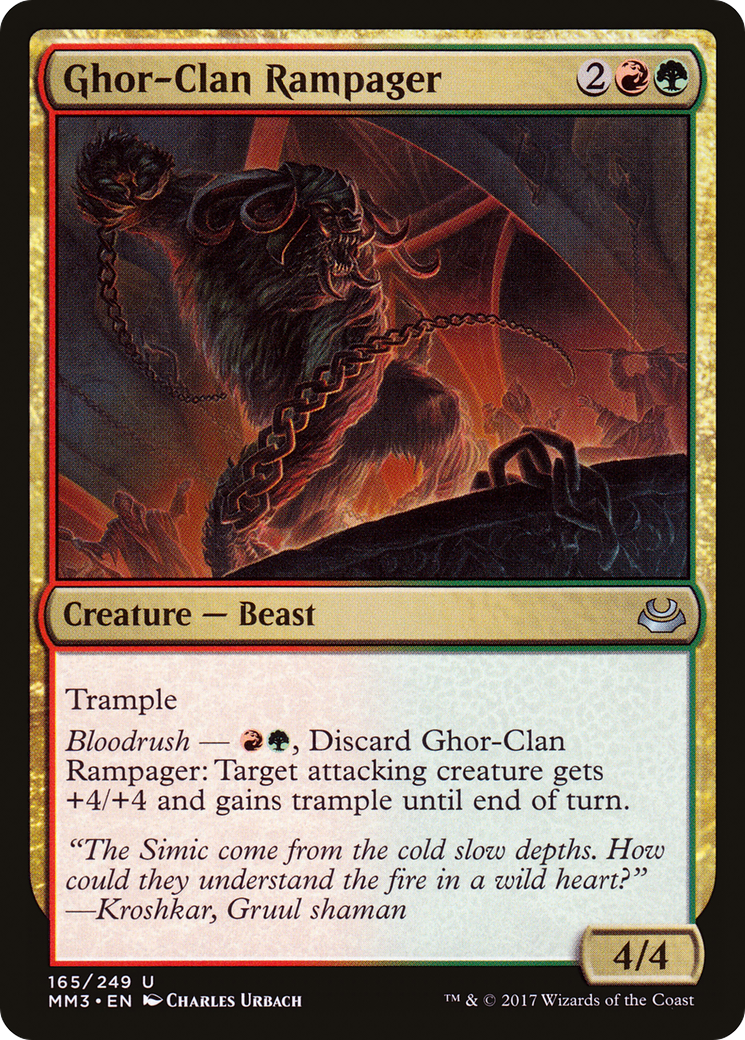 Ghor-Clan Rampager 2
Creature — Beast
Trample
Bloodrush — , Discard Ghor-Clan
Rampager: Target attacking creature gets
+4/+4 and gains trample until end of turn.
“The Simic come from the cold slow depths. How
could they understand the fire in a wild heart?”
—Kroshkar, Gruul shaman
4/4
165/249 U
MM3 • EN Charles Urbach
™ & © 2017 Wizards of the Coast